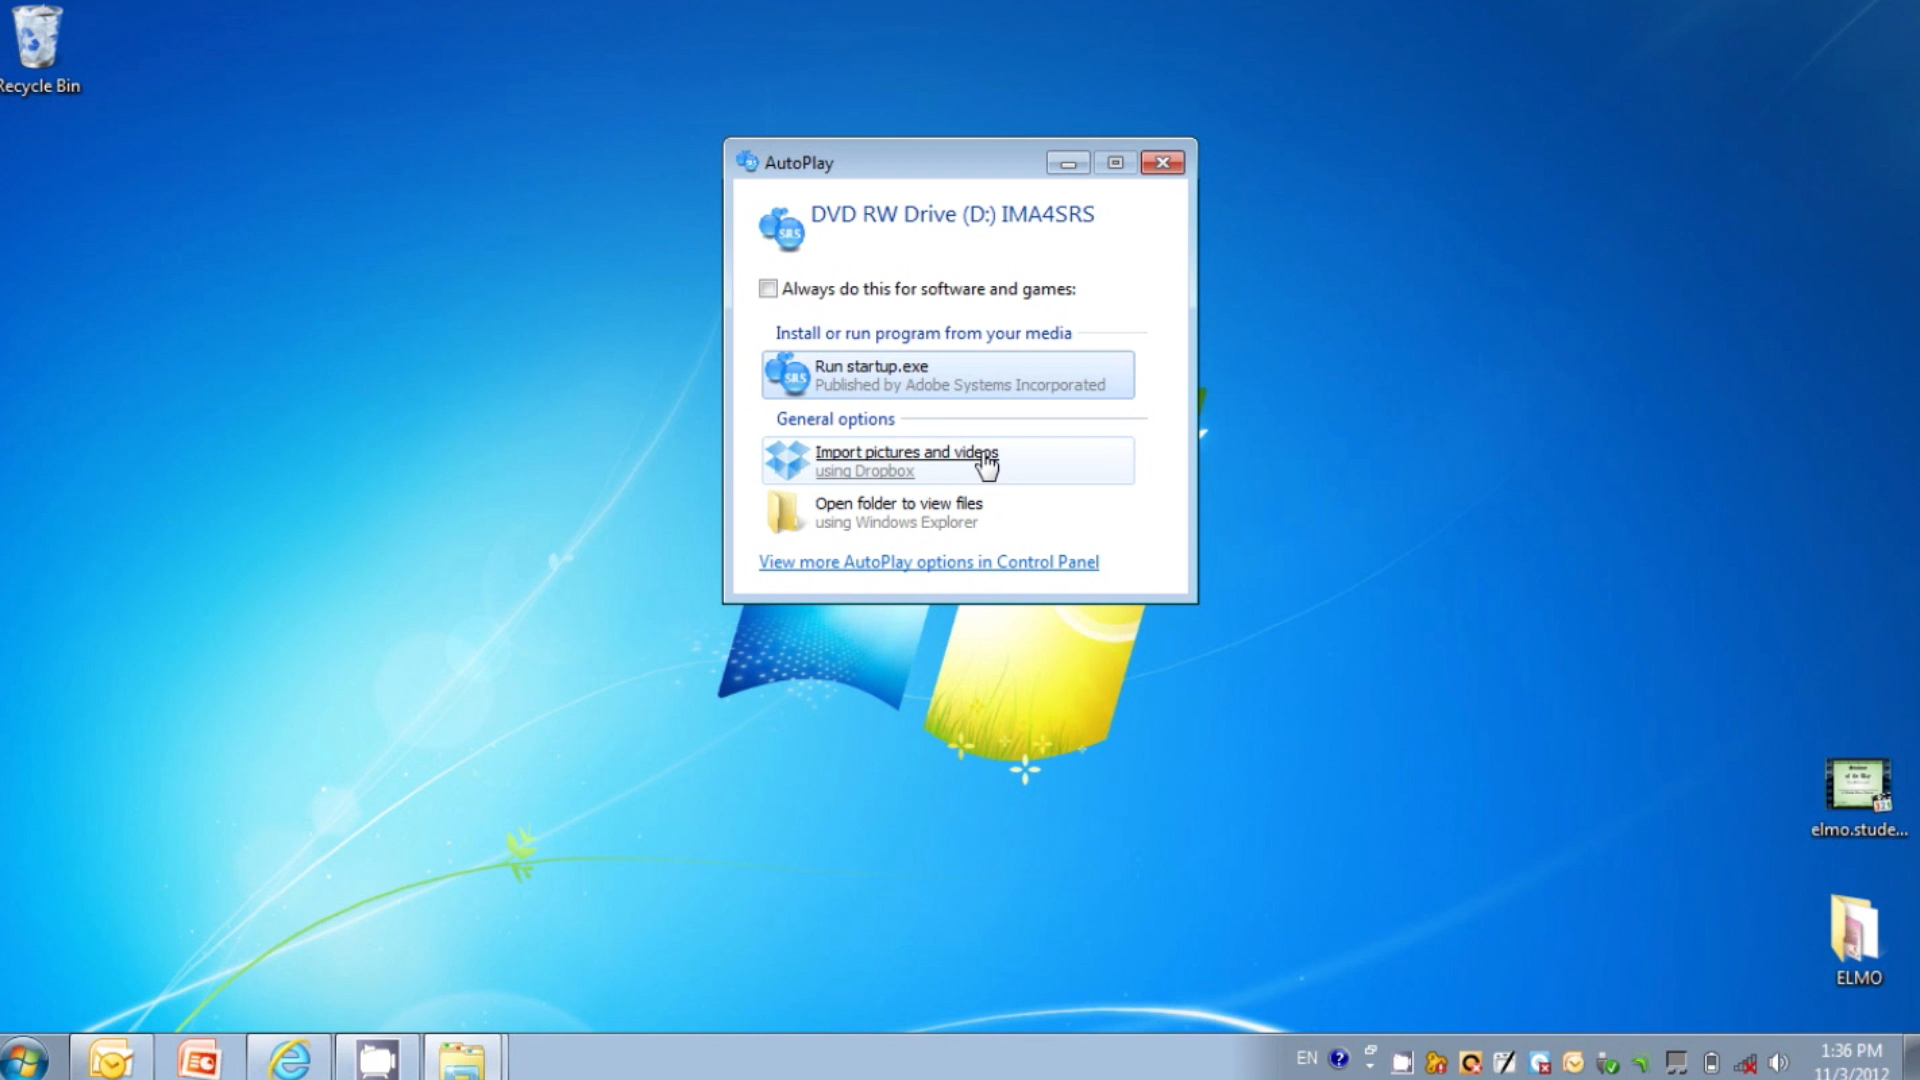 Recycle Bin
AutoPlay
DVD RW Drive (D:) IMA4SRS
SRS
Always do this for software and games:
Install or run program from your media
SRS
Run startup.exe
Published by Adobe Systems Incorporated
General options
Import pictures and videos
using Dropbox
Open folder to view files
using Windows Explorer
View more AutoPlay options in Control Panel
elmo.stude...
ELMO
EN
1:36 PM
11/3/2012